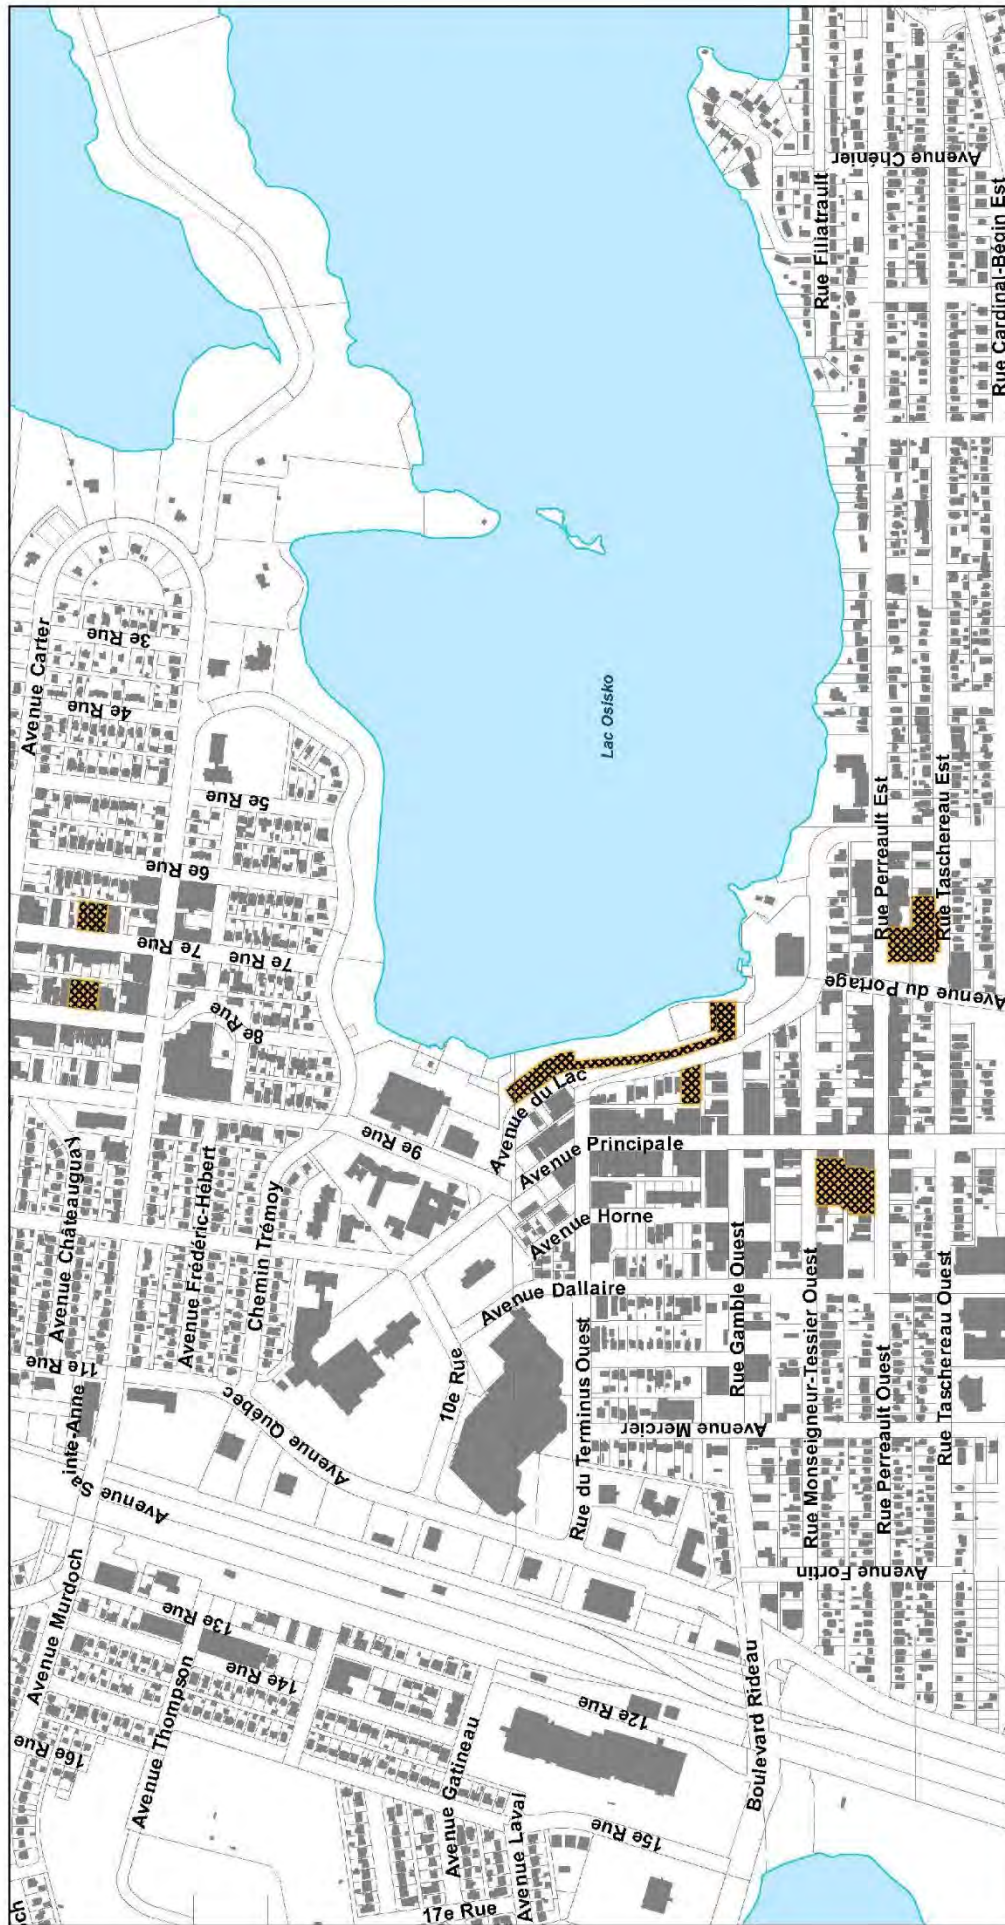 Avenue Carter
3e Rue
4e Rue
5e Rue
6e Rue
7e Rue
7e Rue
8e Rue
9e Rue
Avenue Châteauguay
Avenue Frédéric-Hébert
Chemin Trémoy
11e Rue
Avenue Sa
inte-Anne
Avenue Québec
10e Rue
Avenue Murdoch
13e Rue
14e Rue
16e Rue
Avenue Thompson
Avenue Gatineau
Avenue Laval
12e Rue
15e Rue
17e Rue
och
Lac Osisko
Avenue du Lac
Avenue Principale
Avenue Horne
Avenue Dallaire
Rue du Terminus Ouest
Rue Gamble Ouest
Avenue Mercier
Rue Monseigneur-Tessier Ouest
Rue Perreault Ouest
Rue Taschereau Ouest
Avenue Fortin
Boulevard Rideau
Rue Perreault Est
Rue Taschereau Est
Avenue du Portage
Rue Filiatrault
Avenue Chénier
Rue Cardinal-Bégin Est